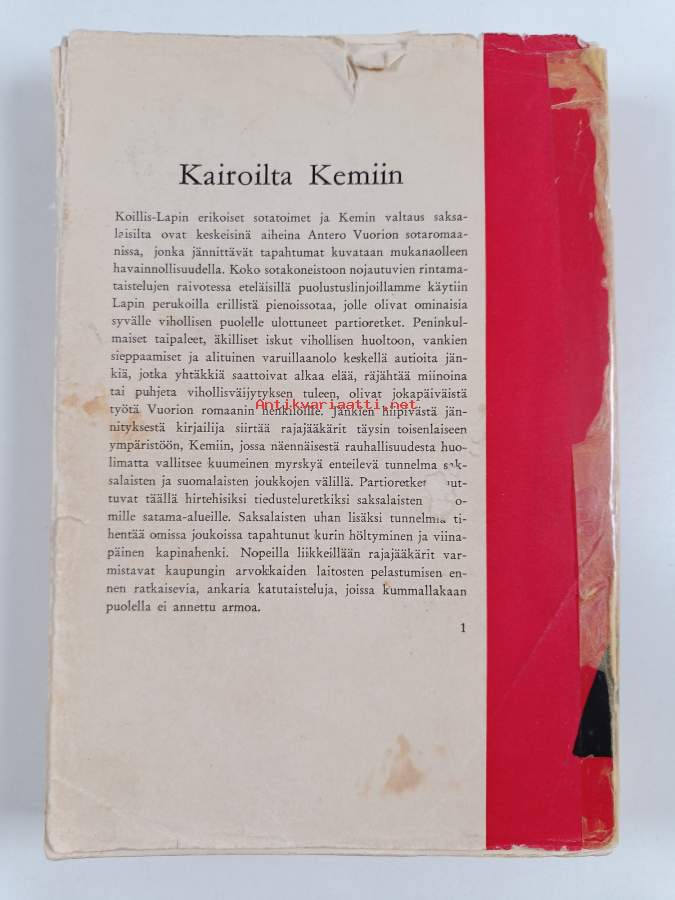 Kairoilta Kemiin
Koillis-Lapin erikoiset sotatoimet ja Kemin valtaus saksa-
laisilta ovat keskeisinä aiheina Antero Vuorion sotaromaa-
nissa, jonka jännittävät tapahtumat kuvataan mukanaolleen
havainnollisuudella. Koko sotakoneistoon nojautuvien rintama-
taistelujen raivotessa eteläisillä puolustuslinjoillamme käytiin
Lapin perukoilla erillistä pienoissotaa, jolle olivat ominaisia
syvälle vihollisen puolelle ulottuneet partioretket. Peninkul-
maiset taipaleet, äkilliset iskut vihollisen huoltoon, vankien
sieppaamiset ja alituinen varuillaanolo keskellä autioita jän-
kiä, jotka yhtäkkiä saattoivat alkaa elää, räjähtää miinoina
tai puhjeta vihollisväijytyksen tuleen, olivat jokapäiväistä
Antikvariaatti.net
työtä Vuorion romaanin henkilöille. Jänkien hiipivästä jän-
nityksestä kirjailija siirtää rajajääkärit täysin toisenlaiseen
ympäristöön, Kemiin, jossa näennäisestä rauhallisuudesta huo-
limatta vallitsee kuumeinen myrskyä enteilevä tunnelma sak-
salaisten ja suomalaisten joukkojen välillä. Partioretket ut-
tuvat täällä hirtehisiksi tiedusteluretkiksi saksalaisten o-
mille satama-alueille. Saksalaisten uhan lisäksi tunnelmaa ti-
hentää omissa joukoissa tapahtunut kurin höltyminen ja viina-
päinen kapinahenki. Nopeilla liikkeillään rajajääkärit var-
mistavat kaupungin arvokkaiden laitosten pelastumisen en-
nen ratkaisevia, ankaria katutaisteluja, joissa kummallakaan
puolella ei annettu armoa.
1